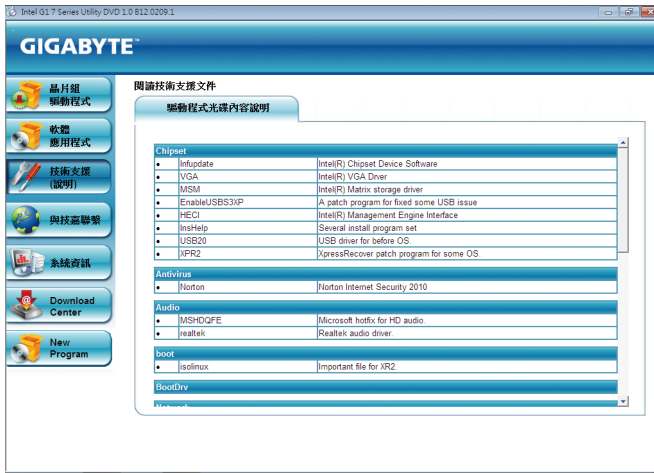 Intel G1 7 Series Utility DVD 1.0 B12.0209.1
GIGABYTE™
晶片組
驅動程式
軟體
應用程式
技術支援
(說明)
與技嘉聯繫
系統資訊
Download
Center
New
Program
閱讀技術支援文件
驅動程式光碟內容說明
Chipset
• Infupdate Intel(R) Chipset Device Software
• VGA Intel(R) VGA Drver
• MSM Intel(R) Matrix storage driver
• EnableUSBS3XP A patch program for fixed some USB issue
• HECI Intel(R) Management Engine Interface
• InsHelp Several install program set
• USB20 USB driver for before OS.
• XPR2 XpressRecover patch program for some OS.
Antivirus
• Norton Norton Internet Security 2010
Audio
• MSHDQFE Microsoft hotfix for HD audio.
• realtek Realtek audio driver.
boot
• isolinux Important file for XR2.
BootDrv
Network